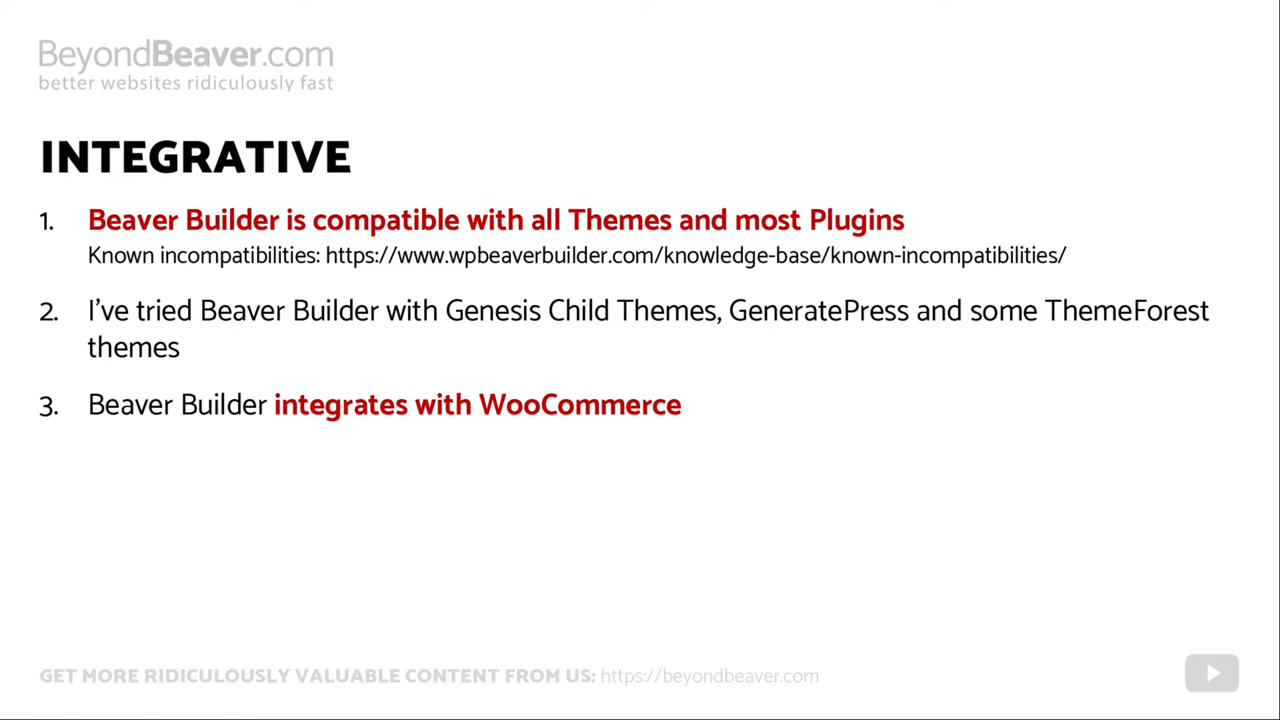 BeyondBeaver.com
better websites ridiculously fast
INTEGRATIVE
1. Beaver Builder is compatible with all Themes and most Plugins
Known incompatibilities: https://www.wpbeaverbuilder.com/knowledge-base/known-incompatibilities/
2. I’ve tried Beaver Builder with Genesis Child Themes, GeneratePress and some ThemeForest
themes
3. Beaver Builder integrates with WooCommerce
GET MORE RIDICULOUSLY VALUABLE CONTENT FROM US: https://beyondbeaver.com